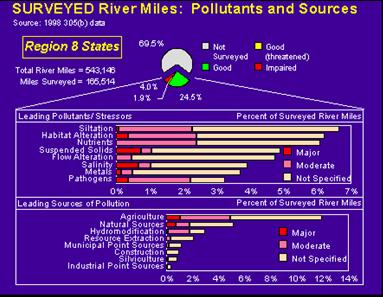 SURVEYED River Miles: Pollutants and Sources
Source: 1998 305(b) data
Region 8 States
Total River Miles = 543,146
Miles Surveyed = 165,514
69.5%
4.0%
1.9%
24.5%
Not Surveyed
Good
Good (threatened)
Impaired
Leading Pollutants/ Stressors
Percent of Surveyed River Miles
Siltation
Habitat Alteration
Nutrients
Suspended Solids
Flow Alteration
Salinity
Metals
Pathogens
Major
Moderate
Not Specified
0% 1% 2% 3% 4% 5% 6% 7%
Leading Sources of Pollution
Percent of Surveyed River Miles
Agriculture
Natural Sources
Hydromodification
Resource Extraction
Municipal Point Sources
Construction
Silviculture
Industrial Point Sources
Major
Moderate
Not Specified
0% 2% 4% 6% 8% 10% 12% 14%